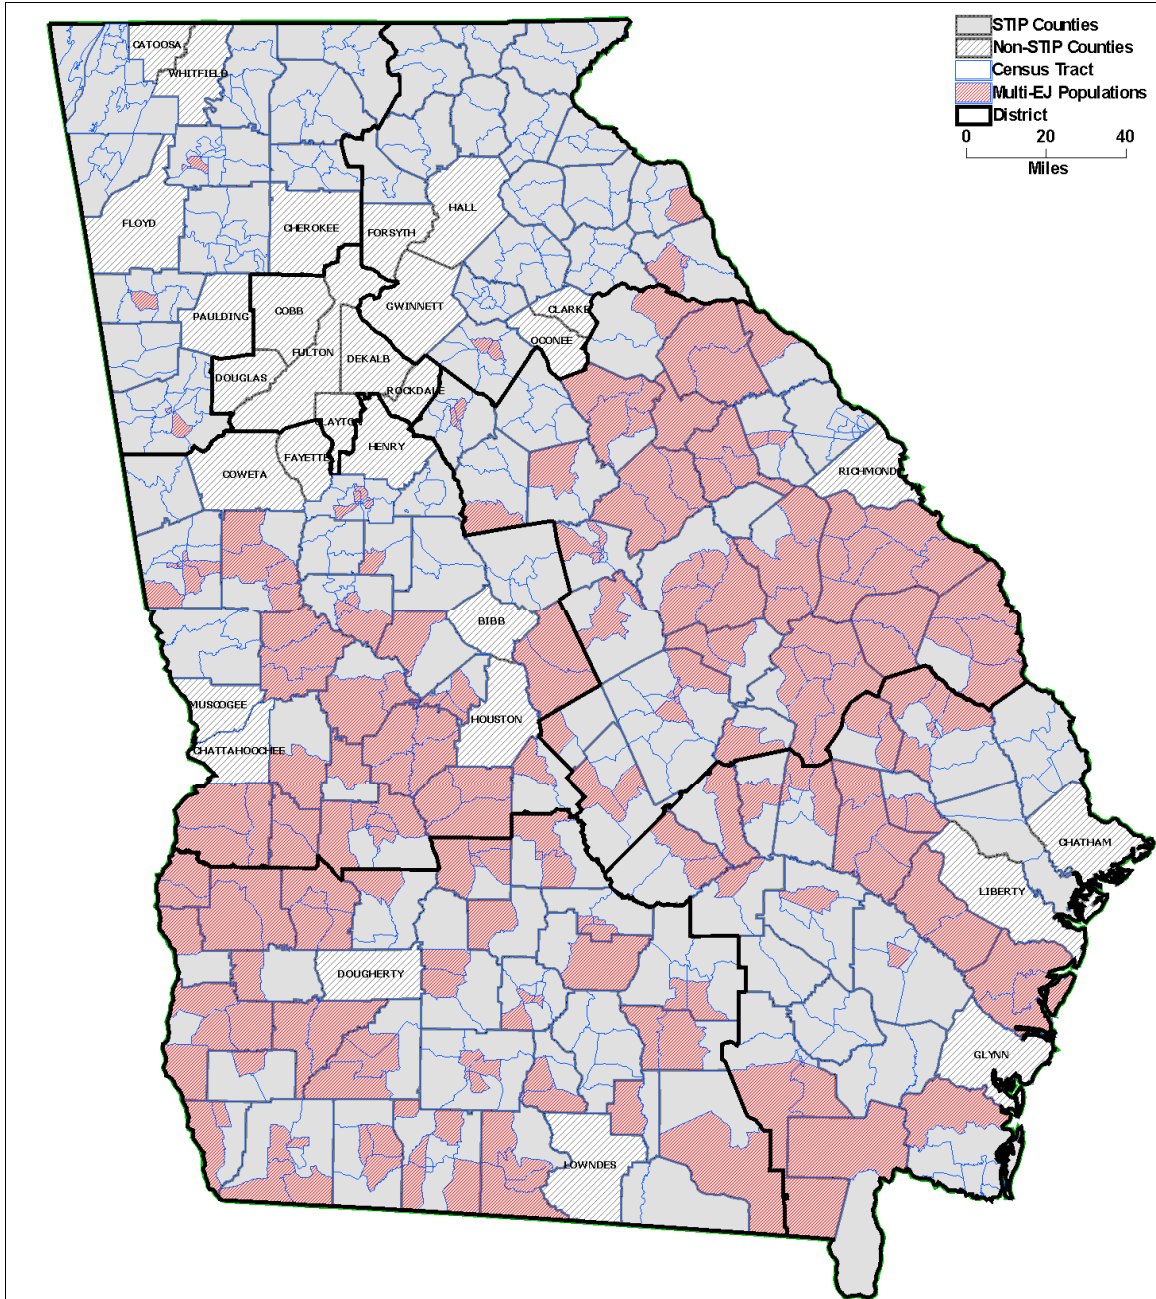 STIP Counties
Non-STIP Counties
Census Tract
Multi-EJ Populations
District
0 20 40
Miles
CATOOSA
WHITFIELD
FLOYD
CHEROKEE
HALL
FORSYTH
PAULDING
COBB
GWINNETT
CLARKE
OCONEE
FULTON
DEKALB
DOUGLAS
ROCKDALE
CLAYTON
HENRY
FAYETTE
COWETA
RICHMOND
BIBB
MUSCOGEE
HOUSTON
CHATTAHOOCHEE
CHATHAM
LIBERTY
DOUGHERTY
GLYNN
LOWNDES